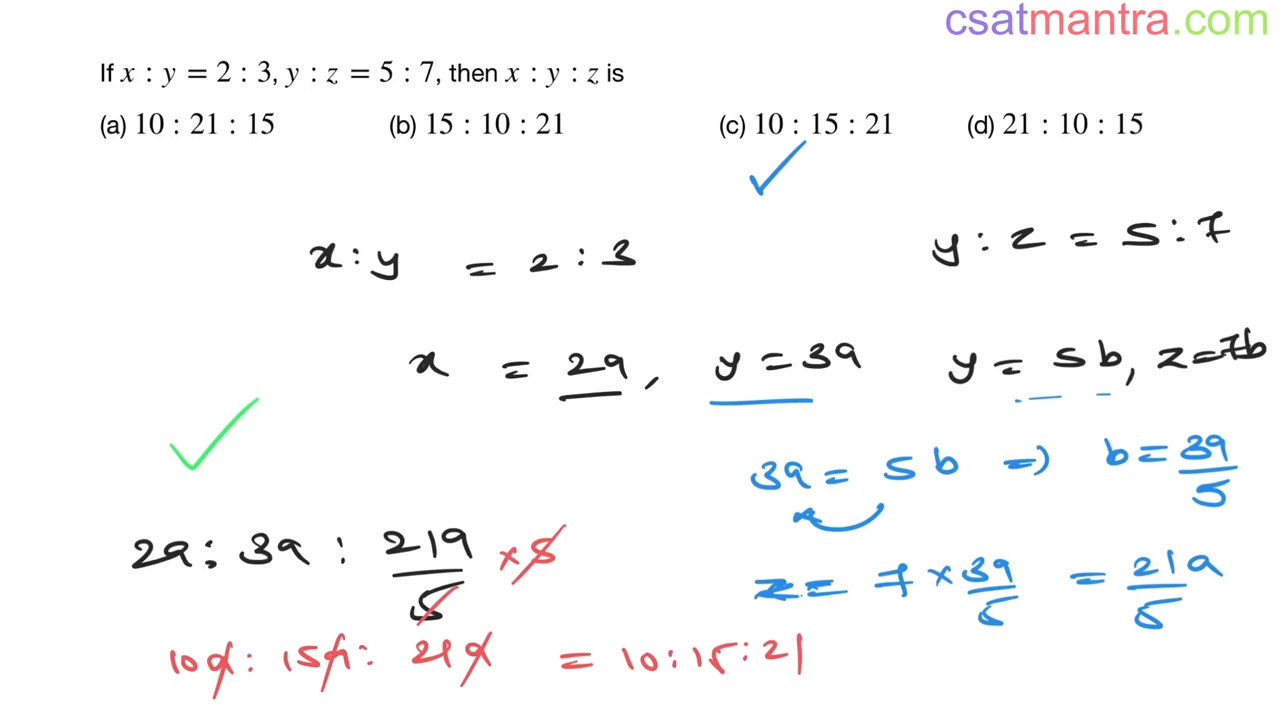 csatmantra.com
If x : y = 2 : 3, y : z = 5 : 7, then x : y : z is
(a) 10 : 21 : 15 (b) 15 : 10 : 21 (c) 10 : 15 : 21 (d) 21 : 10 : 15
x : y = 2 : 3
y : z = 5 : 7
x = 2a, y = 3a
y = 5b, z = 7b
3a = 5b => b = 3a/5
z = 7 × 3a/5 = 21a/5
2a : 3a : 21a/5 × 5
10a : 15a : 21a = 10 : 15 : 21